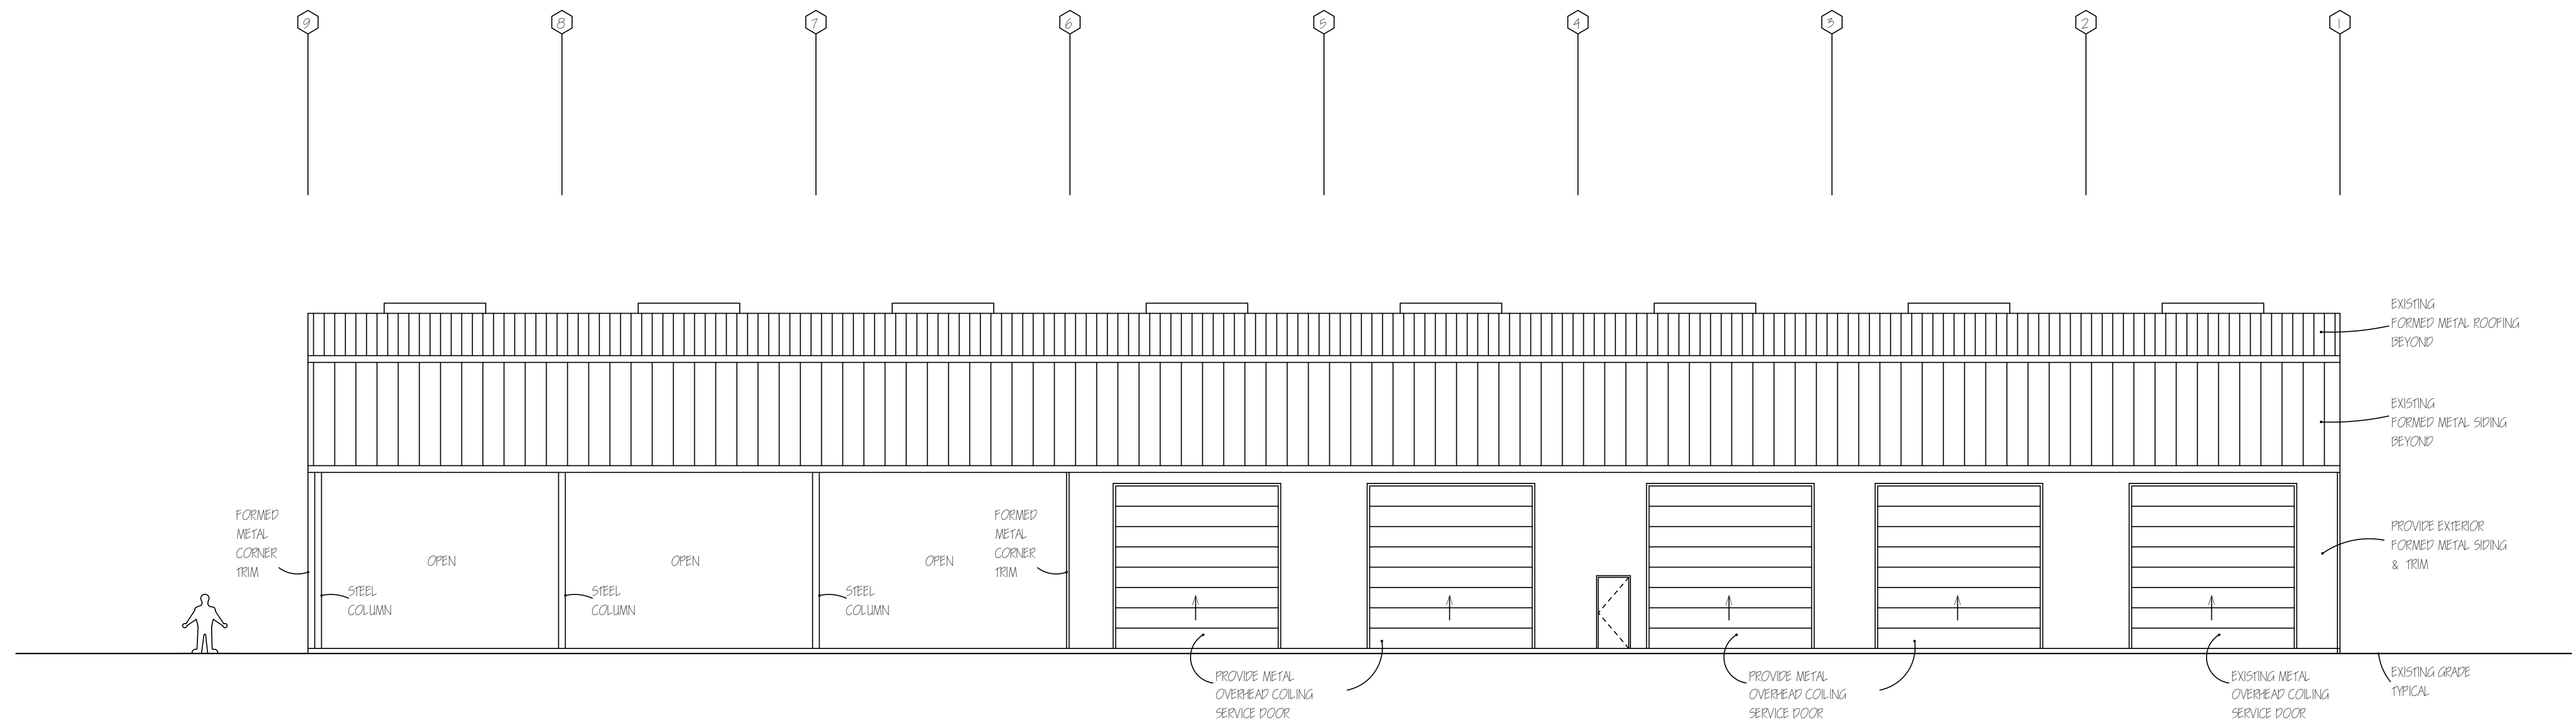 9 8 7 6 5 4 3 2 1
EXISTING
FORMED METAL ROOFING
BEYOND
EXISTING
FORMED METAL SIDING
BEYOND
FORMED
METAL
CORNER
TRIM
OPEN
STEEL
COLUMN
OPEN
STEEL
COLUMN
OPEN
STEEL
COLUMN
FORMED
METAL
CORNER
TRIM
PROVIDE EXTERIOR
FORMED METAL SIDING
& TRIM
PROVIDE METAL
OVERHEAD COILING
SERVICE DOOR
PROVIDE METAL
OVERHEAD COILING
SERVICE DOOR
EXISTING METAL
OVERHEAD COILING
SERVICE DOOR
EXISTING GRADE
TYPICAL